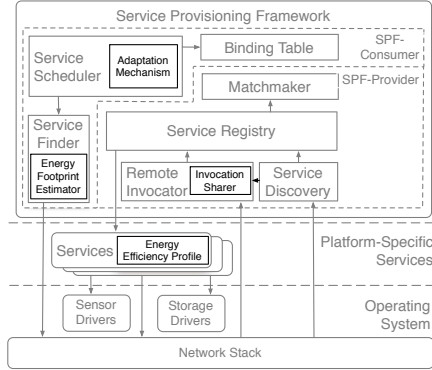 Service Provisioning Framework
Service
Scheduler
Adaptation
Mechanism
Binding Table
SPF-
Consumer
Matchmaker
SPF-Provider
Service
Finder
Energy
Footprint
Estimator
Service Registry
Remote
Invocator
Invocation
Sharer
Service
Discovery
Services
Energy
Efficiency Profile
Platform-Specific
Services
Sensor
Drivers
Storage
Drivers
Operating
System
Network Stack